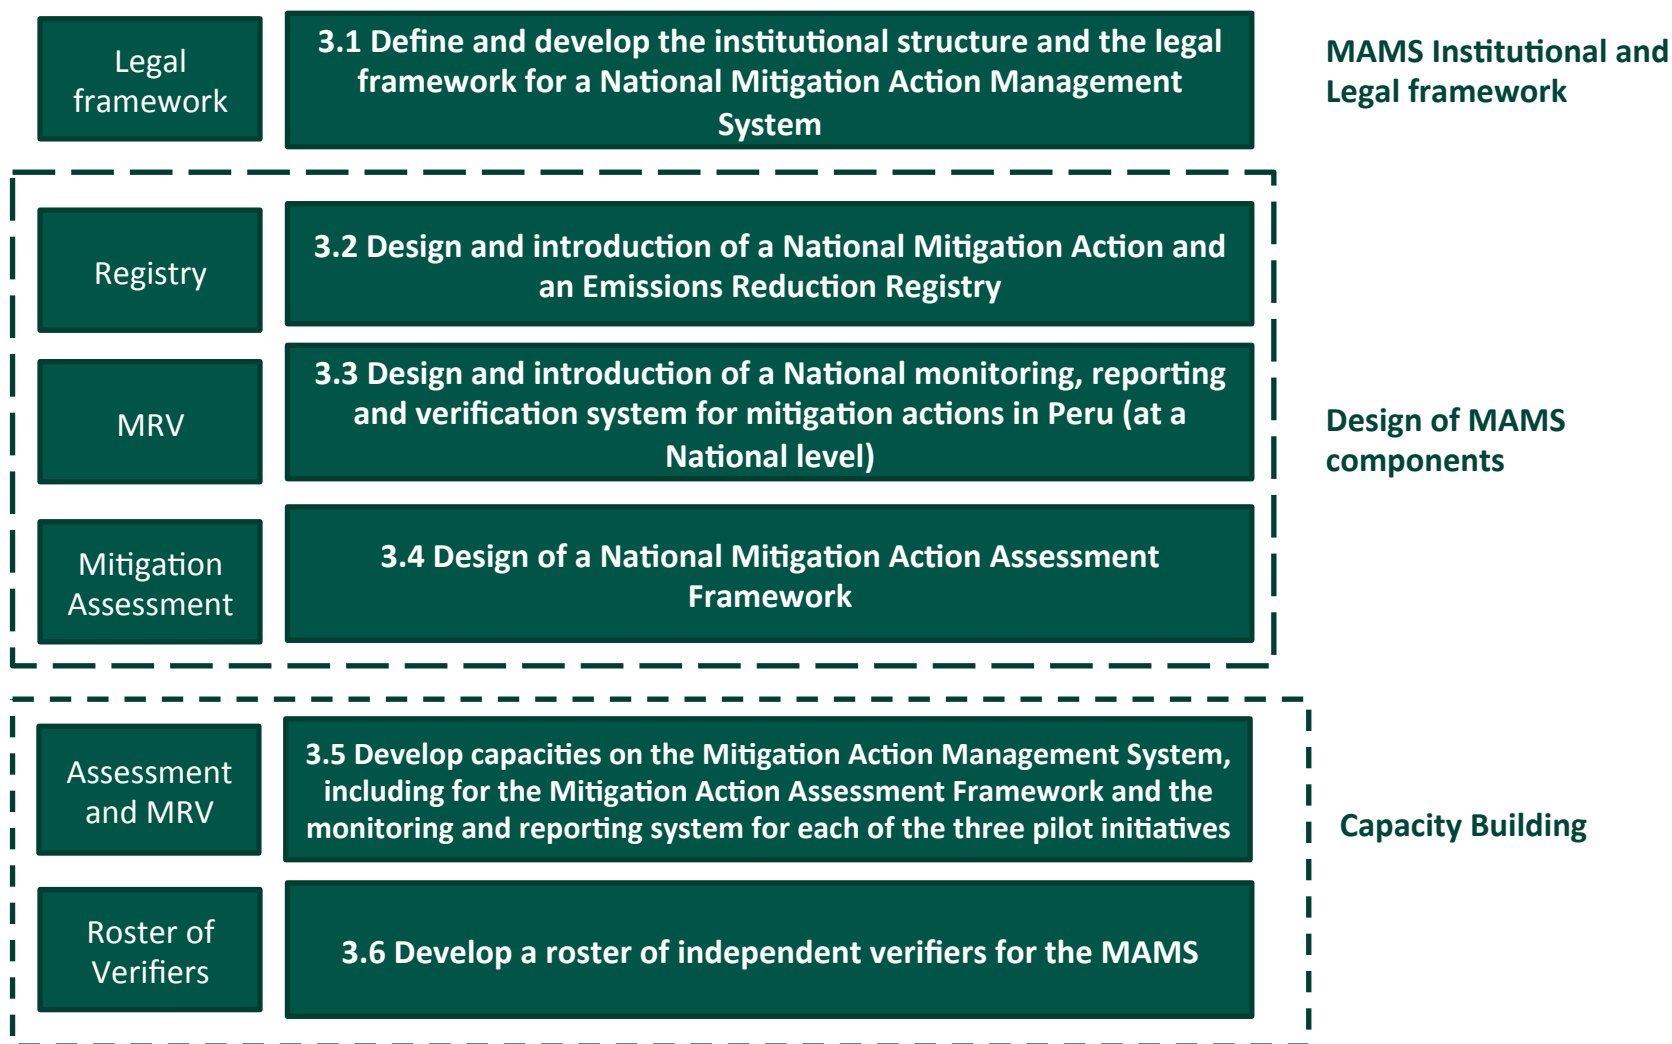 Legal
framework
3.1 Define and develop the institutional structure and the legal
framework for a National Mitigation Action Management
System
MAMS Institutional and
Legal framework
Registry
3.2 Design and introduction of a National Mitigation Action and
an Emissions Reduction Registry
MRV
3.3 Design and introduction of a National monitoring, reporting
and verification system for mitigation actions in Peru (at a
National level)
Mitigation
Assessment
3.4 Design of a National Mitigation Action Assessment
Framework
Design of MAMS
components
Assessment
and MRV
3.5 Develop capacities on the Mitigation Action Management System,
including for the Mitigation Action Assessment Framework and the
monitoring and reporting system for each of the three pilot initiatives
Roster of
Verifiers
3.6 Develop a roster of independent verifiers for the MAMS
Capacity Building